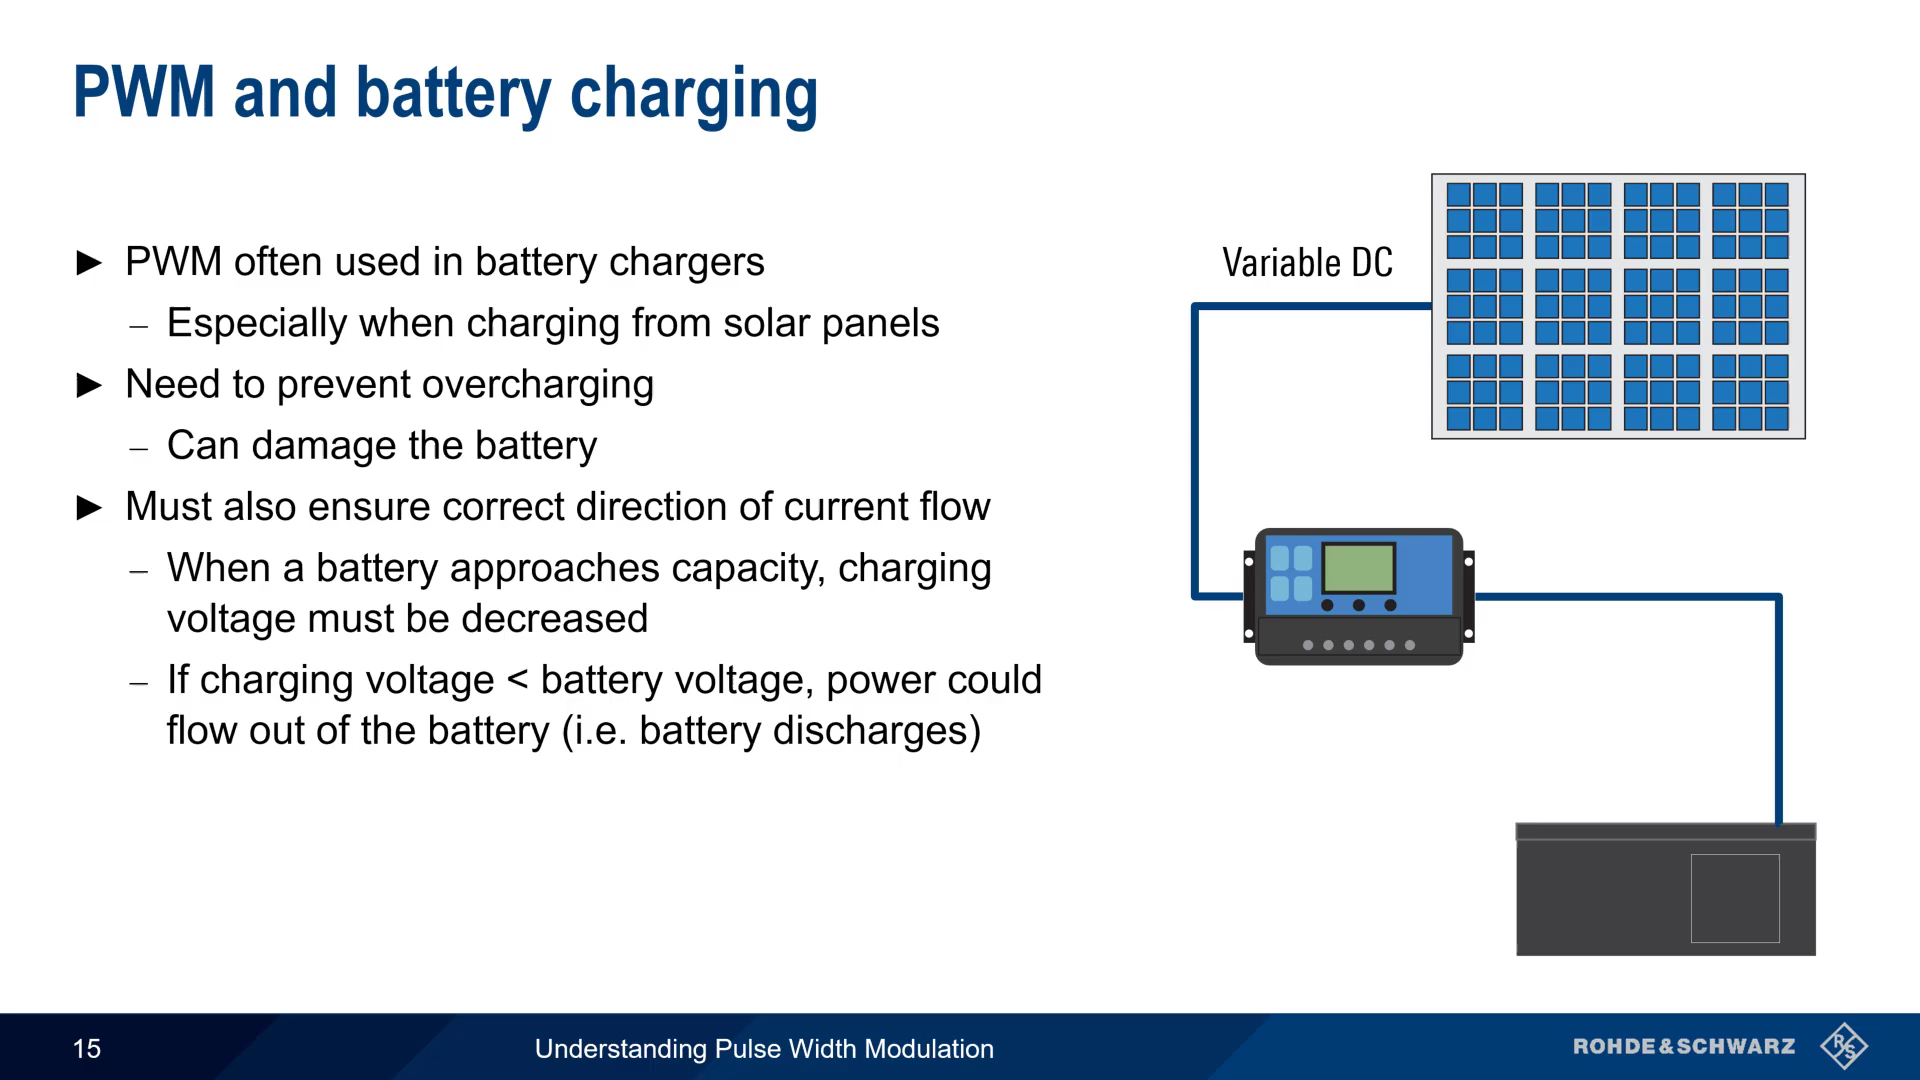 PWM and battery charging
► PWM often used in battery chargers
– Especially when charging from solar panels
► Need to prevent overcharging
– Can damage the battery
► Must also ensure correct direction of current flow
– When a battery approaches capacity, charging
voltage must be decreased
– If charging voltage < battery voltage, power could
flow out of the battery (i.e. battery discharges)
Variable DC
15
Understanding Pulse Width Modulation
ROHDE&SCHWARZ
R&S